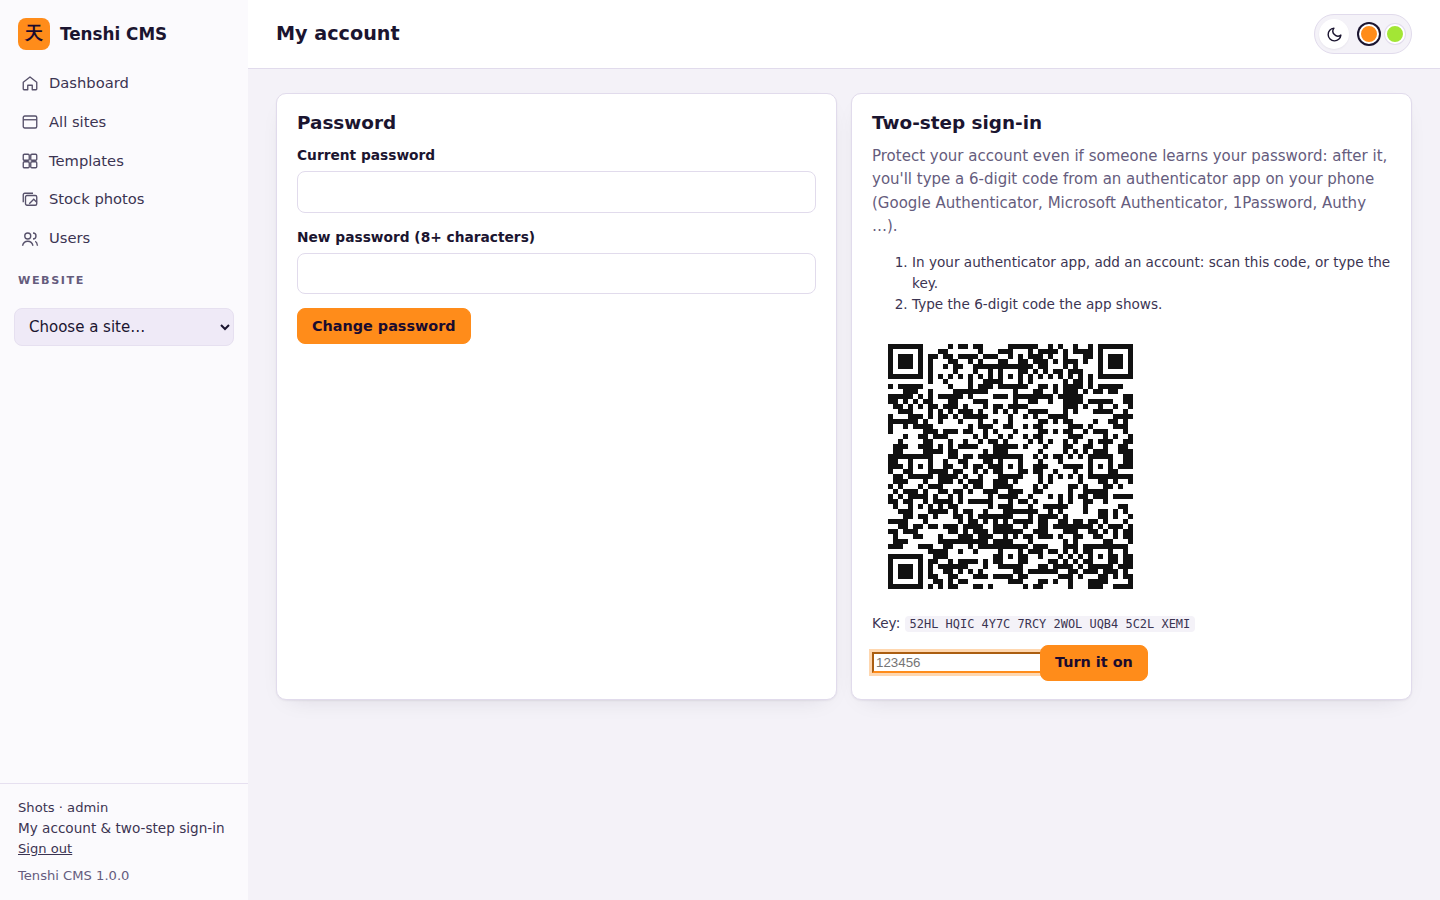 天 Tenshi CMS
Dashboard
All sites
Templates
Stock photos
Users
WEBSITE
Choose a site…
Shots · admin
My account & two-step sign-in
Sign out
Tenshi CMS 1.0.0
My account
Password
Current password
New password (8+ characters)
Change password
Two-step sign-in
Protect your account even if someone learns your password: after it,
you'll type a 6-digit code from an authenticator app on your phone
(Google Authenticator, Microsoft Authenticator, 1Password, Authy
…).
1. In your authenticator app, add an account: scan this code, or type the
key.
2. Type the 6-digit code the app shows.
Key: 52HL HQIC 4Y7C 7RCY 2WOL UQB4 5C2L XEMI
123456 Turn it on